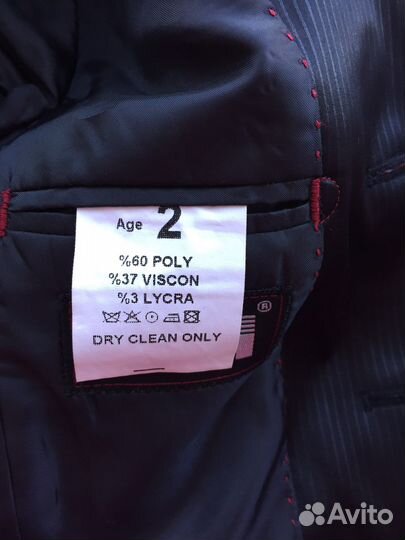 Age 2
%60 POLY
%37 VISCON
%3 LYCRA
DRY CLEAN ONLY
®
Avito